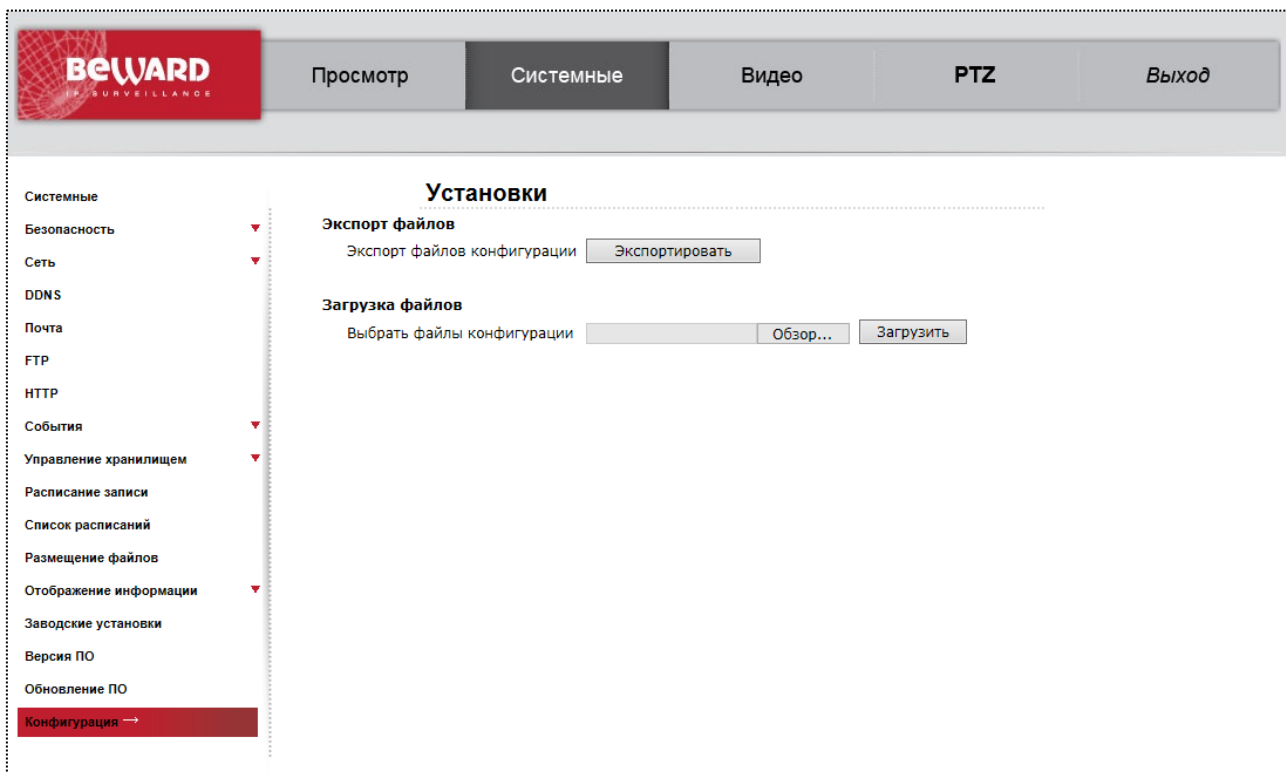 BEWARD
IP SURVEILLANCE
Просмотр Системные Видео PTZ Выход
Системные
Безопасность
Сеть
DDNS
Почта
FTP
HTTP
События
Управление хранилищем
Расписание записи
Список расписаний
Размещение файлов
Отображение информации
Заводские установки
Версия ПО
Обновление ПО
Конфигурация →
Установки
Экспорт файлов
Экспорт файлов конфигурации Экспортировать
Загрузка файлов
Выбрать файлы конфигурации Обзор... Загрузить